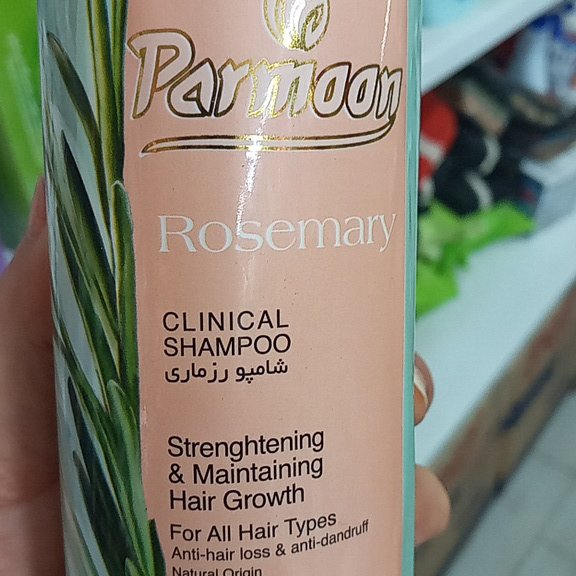 Parmoon
Rosemary
CLINICAL
SHAMPOO
شامپو رزماری
Strenghtening
& Maintaining
Hair Growth
For All Hair Types
Anti-hair loss & anti-dandruff
Natural Origin